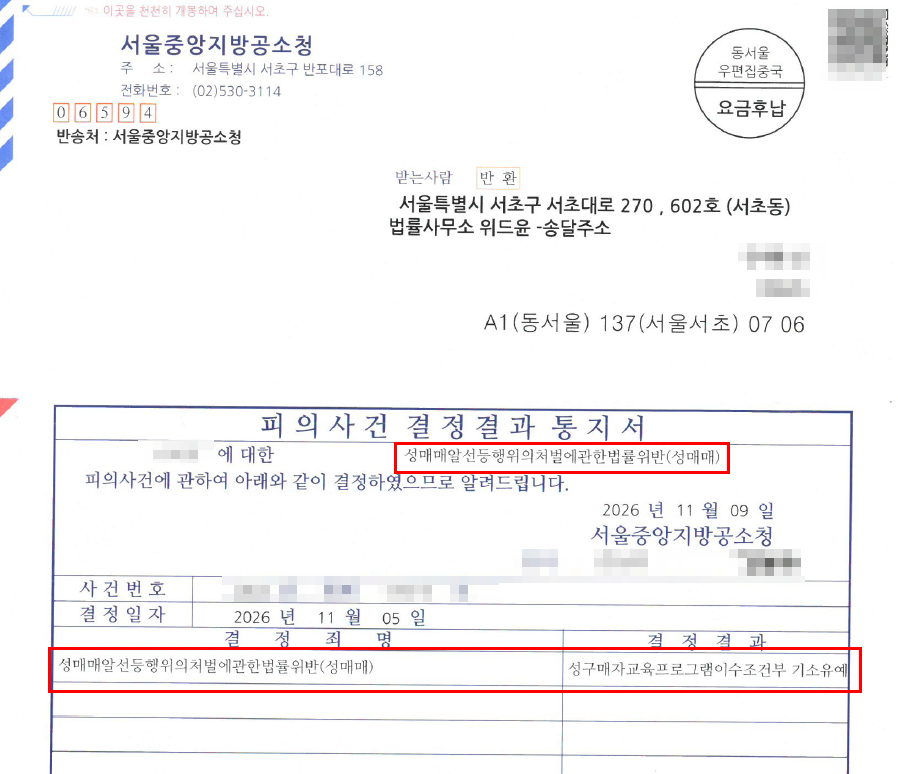 이곳을 천천히 개봉하여 주십시오.
서울중앙지방공소청
주 소 : 서울특별시 서초구 반포대로 158
전화번호 : (02)530-3114
06594
반송처 : 서울중앙지방공소청
동서울
우편집중국
요금후납
받는사람 반 환
서울특별시 서초구 서초대로 270 , 602호 (서초동)
법률사무소 위드윤 -송달주소
A1(동서울) 137(서울서초) 07 06
피 의 사 건 결 정 결 과 통 지 서
에 대한 성매매알선등행위의처벌에관한법률위반(성매매)
피의사건에 관하여 아래와 같이 결정하였으므로 알려드립니다.
2026 년 11 월 09 일
서울중앙지방공소청
사 건 번 호
결 정 일 자 2026 년 11 월 05 일
결 정 죄 명 결 정 결 과
성매매알선등행위의처벌에관한법률위반(성매매) 성구매자교육프로그램이수조건부 기소유예